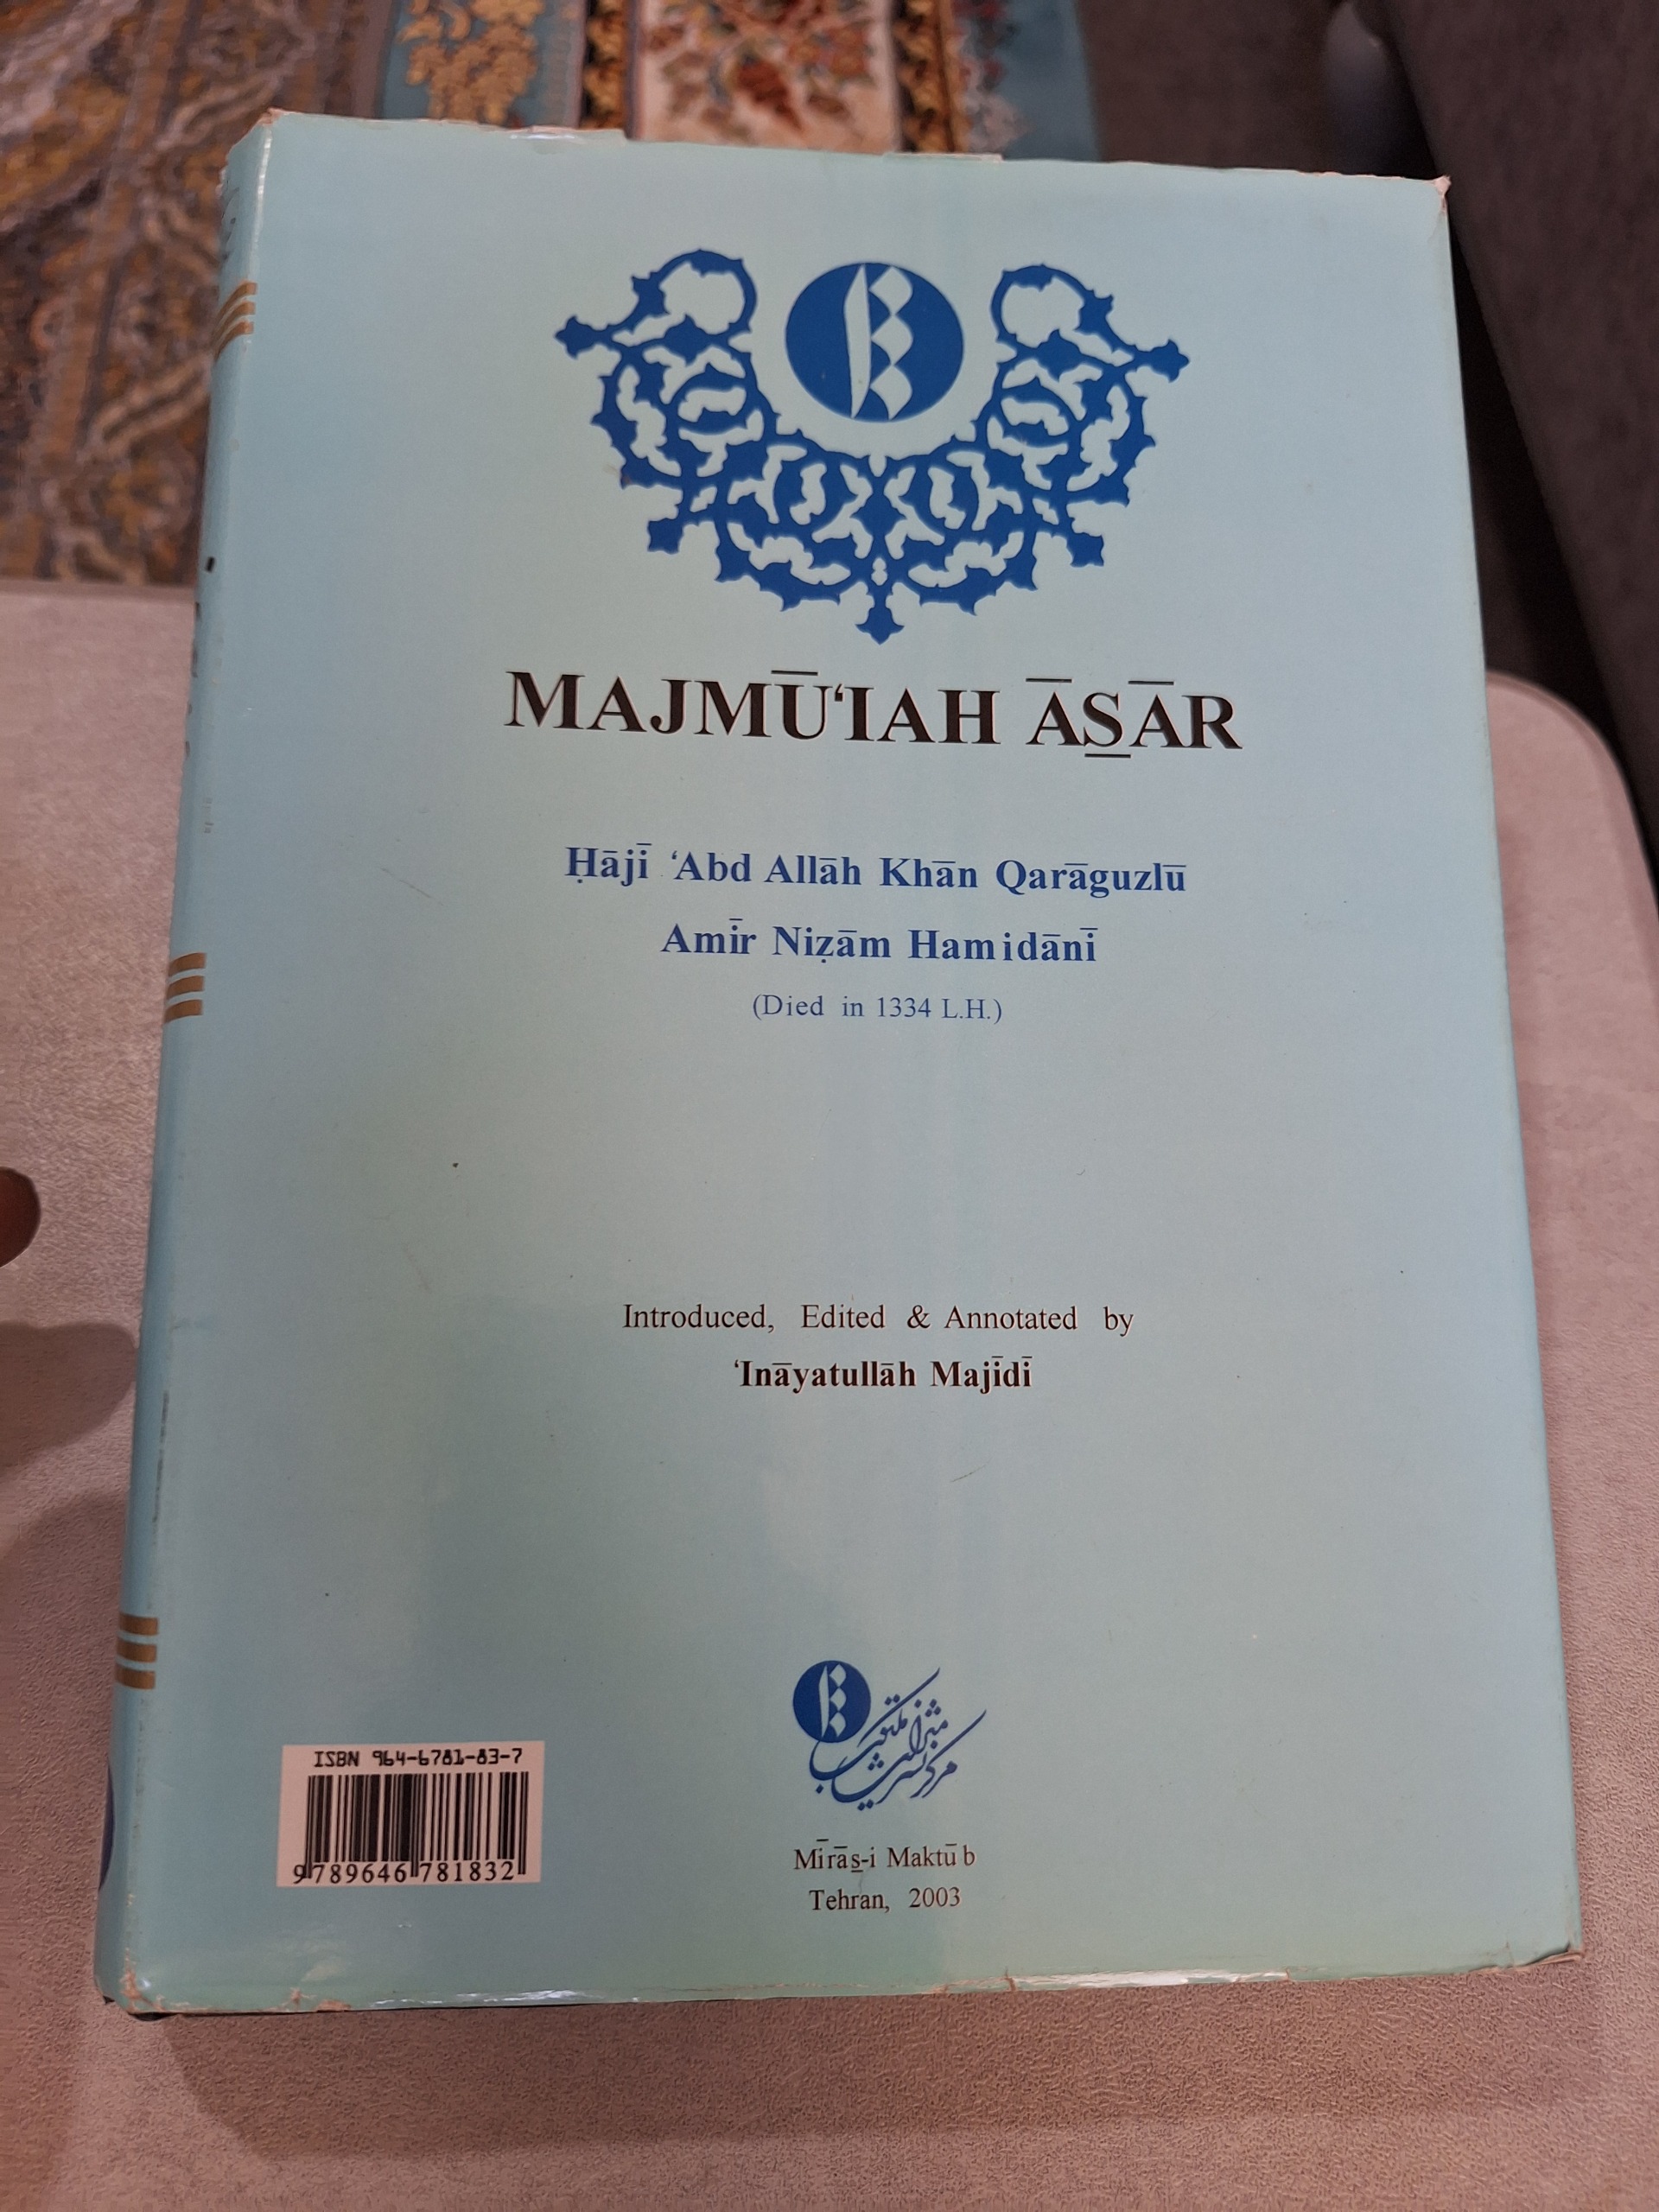 MAJMŪ‘IAH ĀS̱ĀR
Ḥāji ‘Abd Allāh Khān Qarāguzlū
Amīr Niẓām Hamidānī
(Died in 1334 L.H.)
Introduced, Edited & Annotated by
‘Ināyatullāh Majīdī
مرکز نشر میراث مکتوب
Mīrās̱-i Maktūb
Tehran, 2003
ISBN 964-6781-83-7
9789646781832